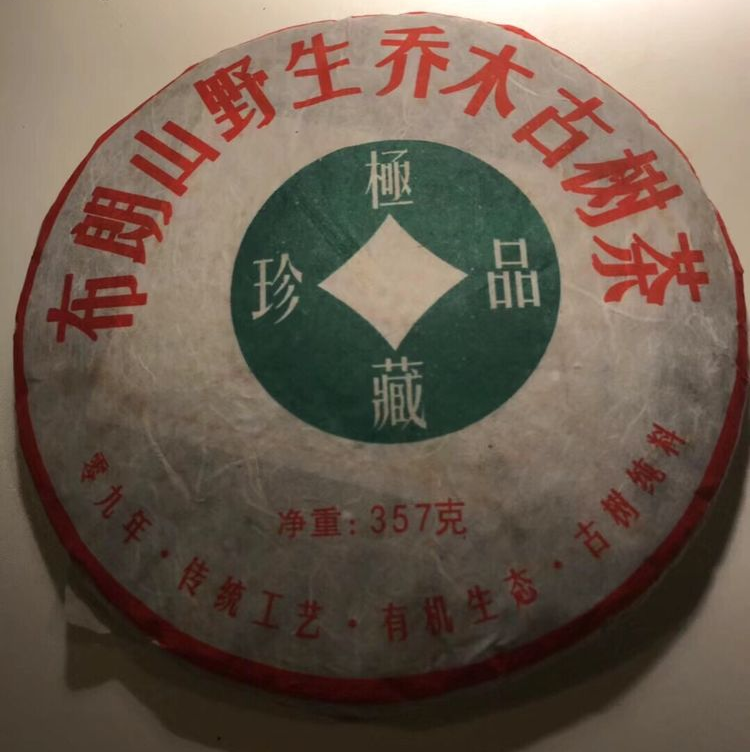 布朗山野生乔木古树茶
極品
珍藏
净重:357克
零九年·传统工艺·有机生态·古树纯料